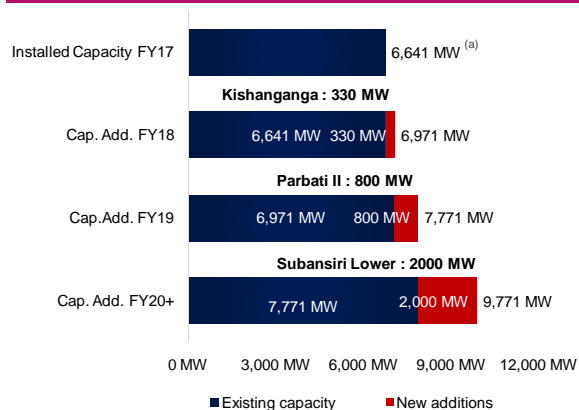 Installed Capacity FY17 6,641 MW (a)
Kishanganga : 330 MW
Cap. Add. FY18 6,641 MW 330 MW 6,971 MW
Parbati II : 800 MW
Cap.Add. FY19 6,971 MW 800 MW 7,771 MW
Subansiri Lower : 2000 MW
Cap. Add. FY20+ 7,771 MW 2,000 MW 9,771 MW
0 MW 3,000 MW 6,000 MW 9,000 MW 12,000 MW
Existing capacity New additions